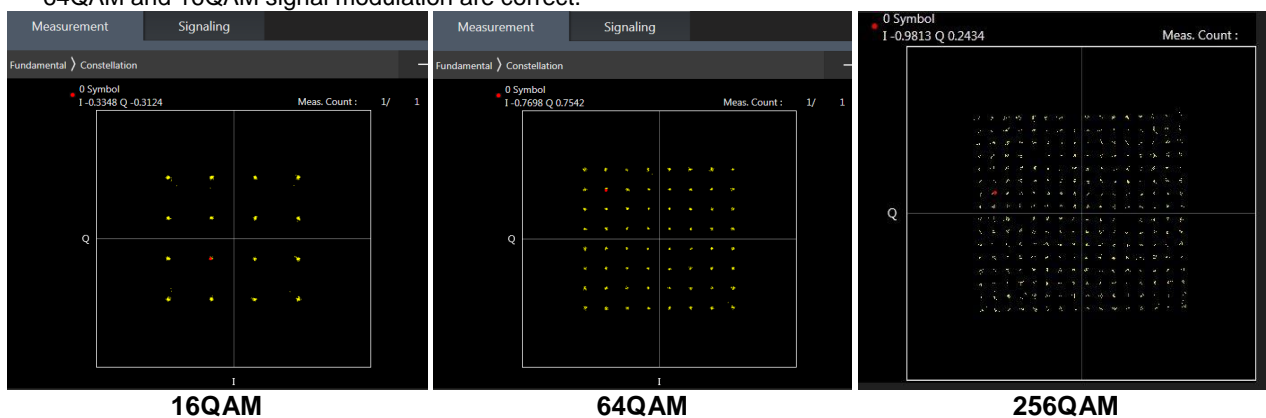 64QAM and 16QAM signal modulation are correct.
Measurement Signaling
Fundamental 〉 Constellation
0 Symbol
I -0.3348 Q -0.3124 Meas. Count : 1/ 1
Q
I
16QAM
Measurement Signaling
Fundamental 〉 Constellation
0 Symbol
I -0.7698 Q 0.7542 Meas. Count : 1/ 1
Q
I
64QAM
0 Symbol
I -0.9813 Q 0.2434 Meas. Count :
Q
256QAM